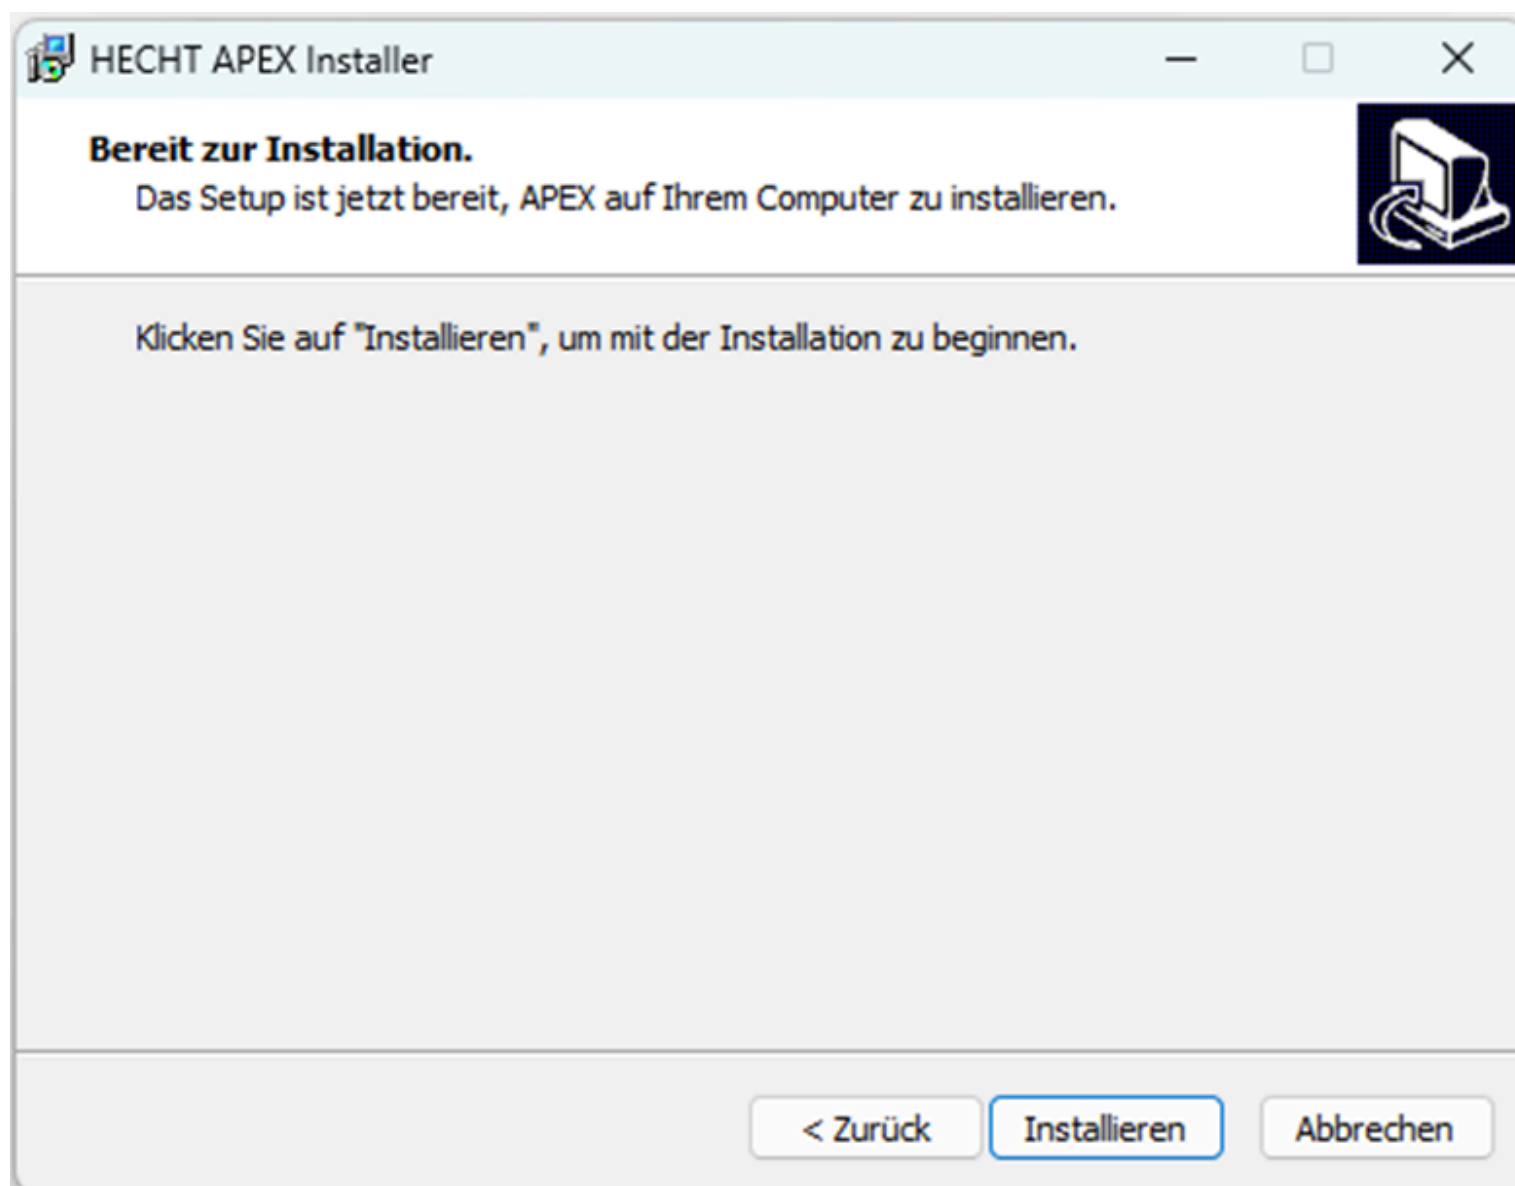 HECHT APEX Installer
Bereit zur Installation.
Das Setup ist jetzt bereit, APEX auf Ihrem Computer zu installieren.
Klicken Sie auf "Installieren", um mit der Installation zu beginnen.
< Zurück
Installieren
Abbrechen